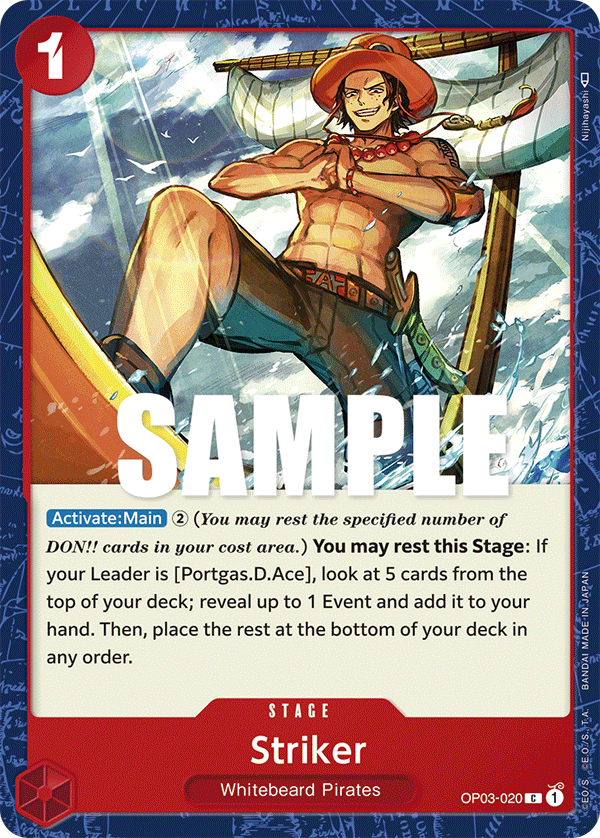 1
Nijihayashi
SAMPLE
Activate:Main ② (You may rest the specified number of
DON!! cards in your cost area.) You may rest this Stage: If
your Leader is [Portgas.D.Ace], look at 5 cards from the
top of your deck; reveal up to 1 Event and add it to your
hand. Then, place the rest at the bottom of your deck in
any order.
©E.O./S. ©E.O./S.,T.A. BANDAI MADE IN JAPAN
STAGE
Striker
Whitebeard Pirates
OP03-020 C 1